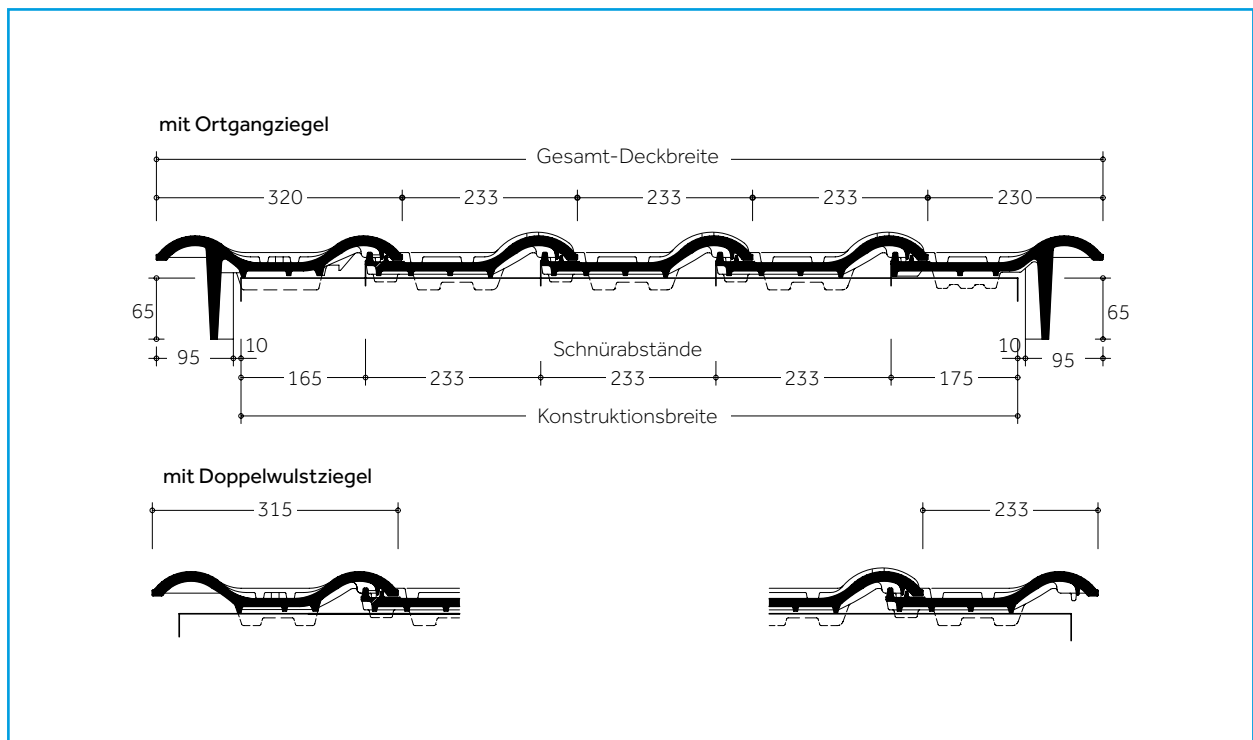 mit Ortgangziegel
Gesamt-Deckbreite
320 233 233 233 230
65 65
95 10 Schnürabstände 10 95
165 233 233 233 175
Konstruktionsbreite
mit Doppelwulstziegel
315 233